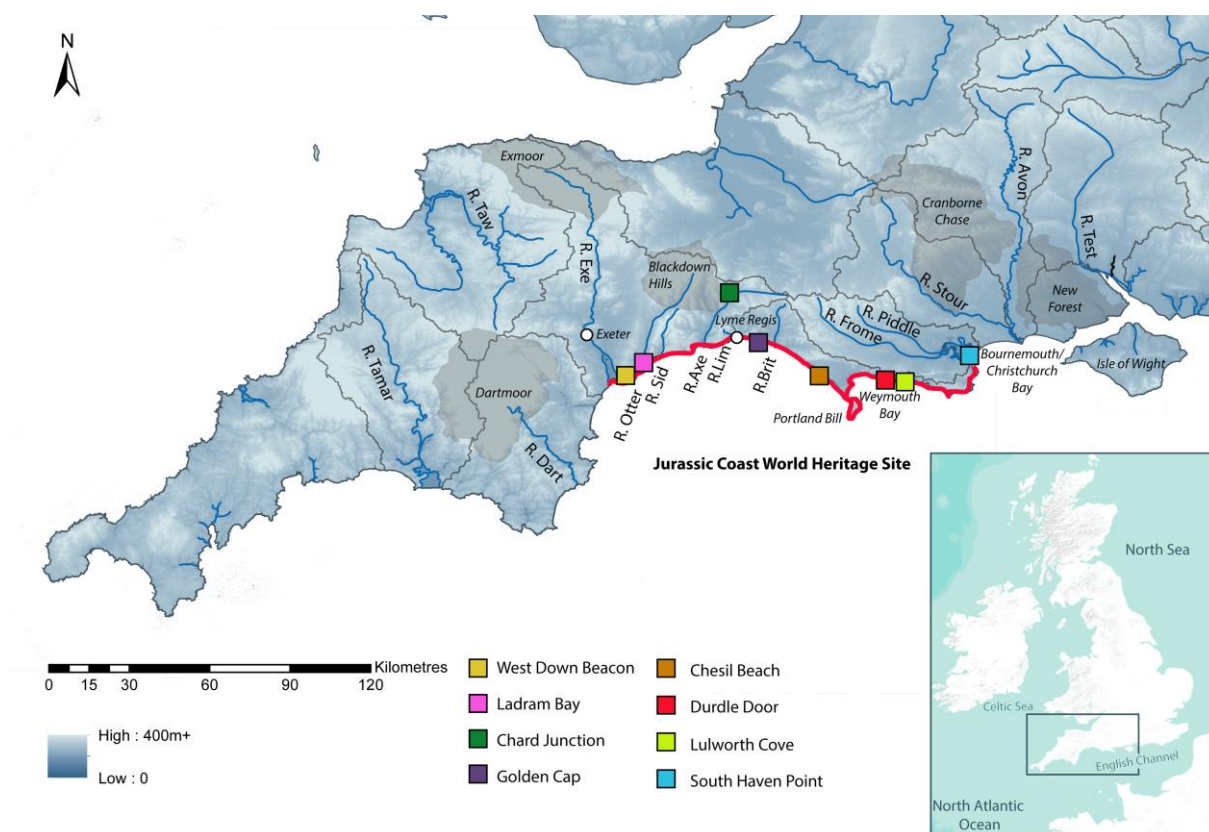 N
Exmoor
R. Taw
R. Exe
Blackdown
Hills
Cranborne
Chase
R. Avon
R. Test
New
Forest
R. Stour
R. Piddle
R. Frome
Lyme Regis
Exeter
R. Tamar
Dartmoor
R. Dart
R. Otter
R. Sid
R.Axe
R.Lim
R.Brit
Portland Bill
Weymouth
Bay
Bournemouth/
Christchurch
Bay
Isle of Wight
Jurassic Coast World Heritage Site
Kilometres
0 15 30 60 90 120
High : 400m+
Low : 0
West Down Beacon
Ladram Bay
Chard Junction
Golden Cap
Chesil Beach
Durdle Door
Lulworth Cove
South Haven Point
North Sea
Celtic Sea
English Channel
North Atlantic
Ocean